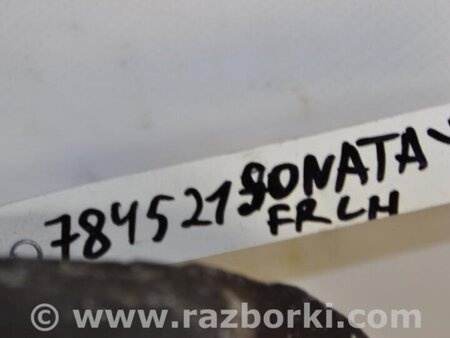 784521 SONATA Y
FR LH
© www.razborki.com